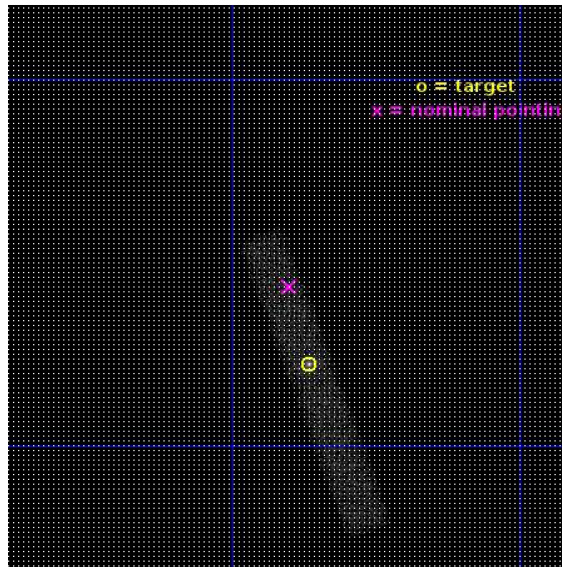 o = target
x = nominal pointin